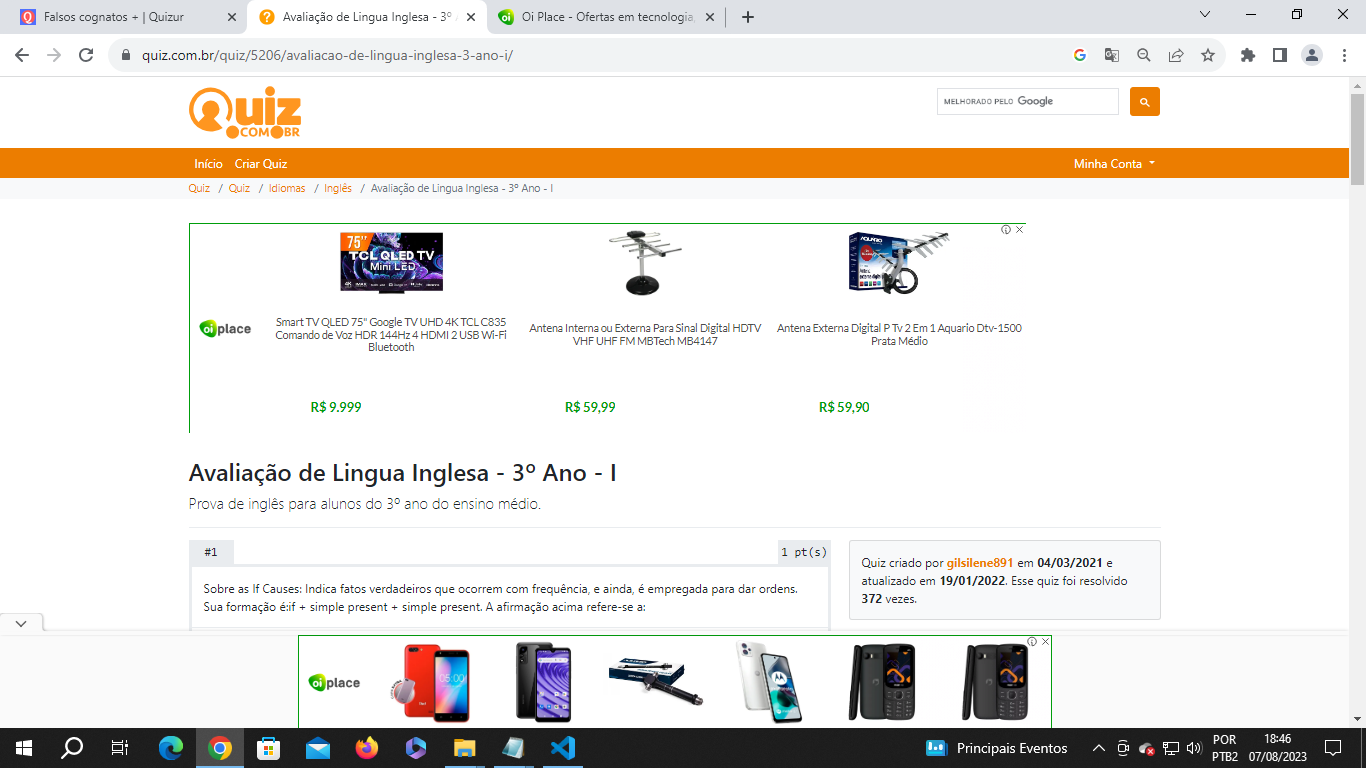 Falsos cognatos + | Quizur
Avaliação de Lingua Inglesa - 3º
Oi Place - Ofertas em tecnologia,
quiz.com.br/quiz/5206/avaliacao-de-lingua-inglesa-3-ano-i/
Quiz
.COM.BR
MELHORADO PELO Google
Início Criar Quiz Minha Conta
Quiz / Quiz / Idiomas / Inglês / Avaliação de Lingua Inglesa - 3º Ano - I
75"
TCL QLED TV
Mini LED
AQUÁRIO
oi place
Smart TV QLED 75" Google TV UHD 4K TCL C835
Comando de Voz HDR 144Hz 4 HDMI 2 USB Wi-Fi
Bluetooth
R$ 9.999
Antena Interna ou Externa Para Sinal Digital HDTV
VHF UHF FM MBTech MB4147
R$ 59,99
Antena Externa Digital P Tv 2 Em 1 Aquario Dtv-1500
Prata Médio
R$ 59,90
Avaliação de Lingua Inglesa - 3º Ano - I
Prova de inglês para alunos do 3º ano do ensino médio.
#1 1 pt(s)
Sobre as If Causes: Indica fatos verdadeiros que ocorrem com frequência, e ainda, é empregada para dar ordens.
Sua formação é:if + simple present + simple present. A afirmação acima refere-se a:
Quiz criado por gilsilene891 em 04/03/2021 e
atualizado em 19/01/2022. Esse quiz foi resolvido
372 vezes.
oi place
05:00
Principais Eventos
POR
PTB2
18:46
07/08/2023